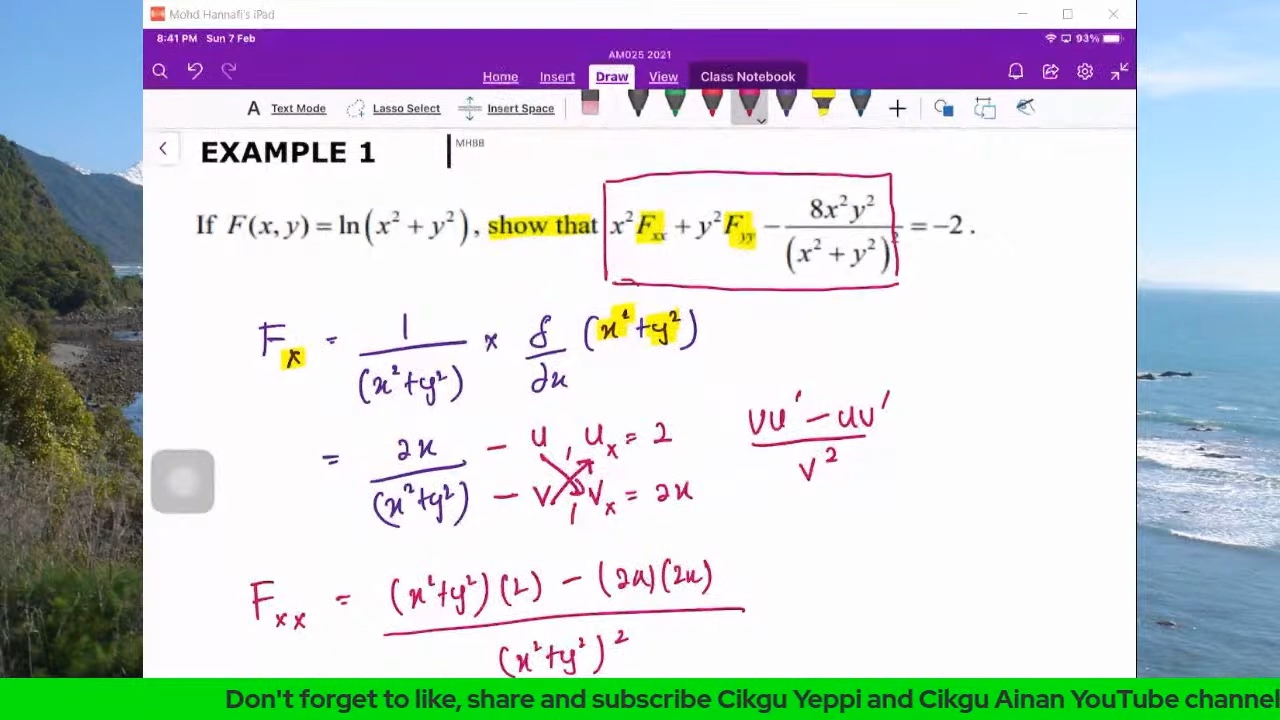 Mohd Hannafi's iPad
8:41 PM Sun 7 Feb
93%
AM025 2021
Home Insert Draw View Class Notebook
A Text Mode Lasso Select Insert Space
EXAMPLE 1
MHBB
If F(x, y) = ln(x² + y²), show that x²Fₓₓ + y²F_yy − 8x²y² / (x² + y²)² = −2.
Fₓ = 1/(x²+y²) × δ/∂x (x²+y²)
= 2x/(x²+y²) − u, uₓ = 2
− v, vₓ = 2x
vu' − uv' / v²
Fₓₓ = (x²+y²)(2) − (2x)(2x) / (x²+y²)²
Don't forget to like, share and subscribe Cikgu Yeppi and Cikgu Ainan YouTube channel